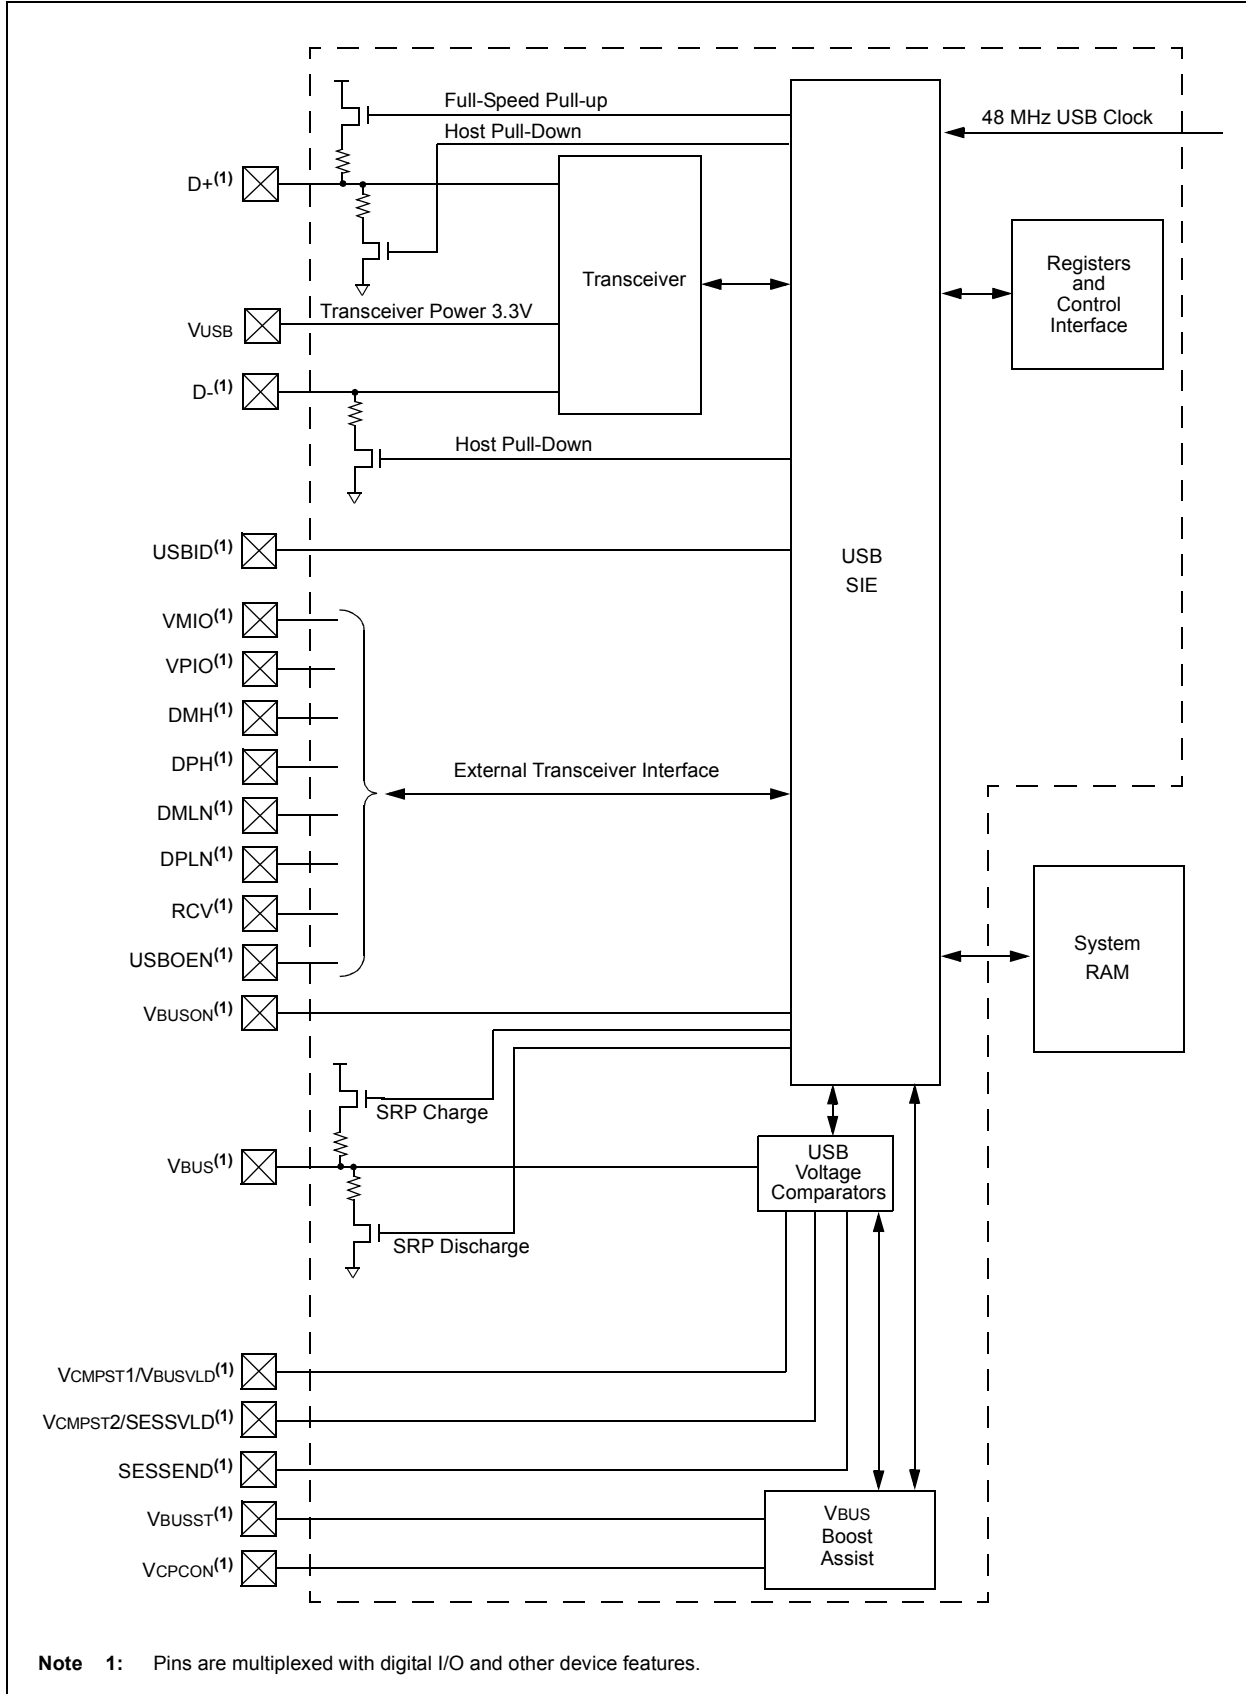 Full-Speed Pull-up
Host Pull-Down
48 MHz USB Clock
D+(1)
Transceiver
Registers
and
Control
Interface
Transceiver Power 3.3V
VUSB
D-(1)
Host Pull-Down
USBID(1)
USB
SIE
VMIO(1)
VPIO(1)
DMH(1)
DPH(1)
External Transceiver Interface
DMLN(1)
DPLN(1)
RCV(1)
USBOEN(1)
System
RAM
VBUSON(1)
SRP Charge
VBUS(1)
USB
Voltage
Comparators
SRP Discharge
VCMPST1/VBUSVLD(1)
VCMPST2/SESSVLD(1)
SESSEND(1)
VBUSST(1)
VBUS
Boost
Assist
VCPCON(1)
Note 1: Pins are multiplexed with digital I/O and other device features.